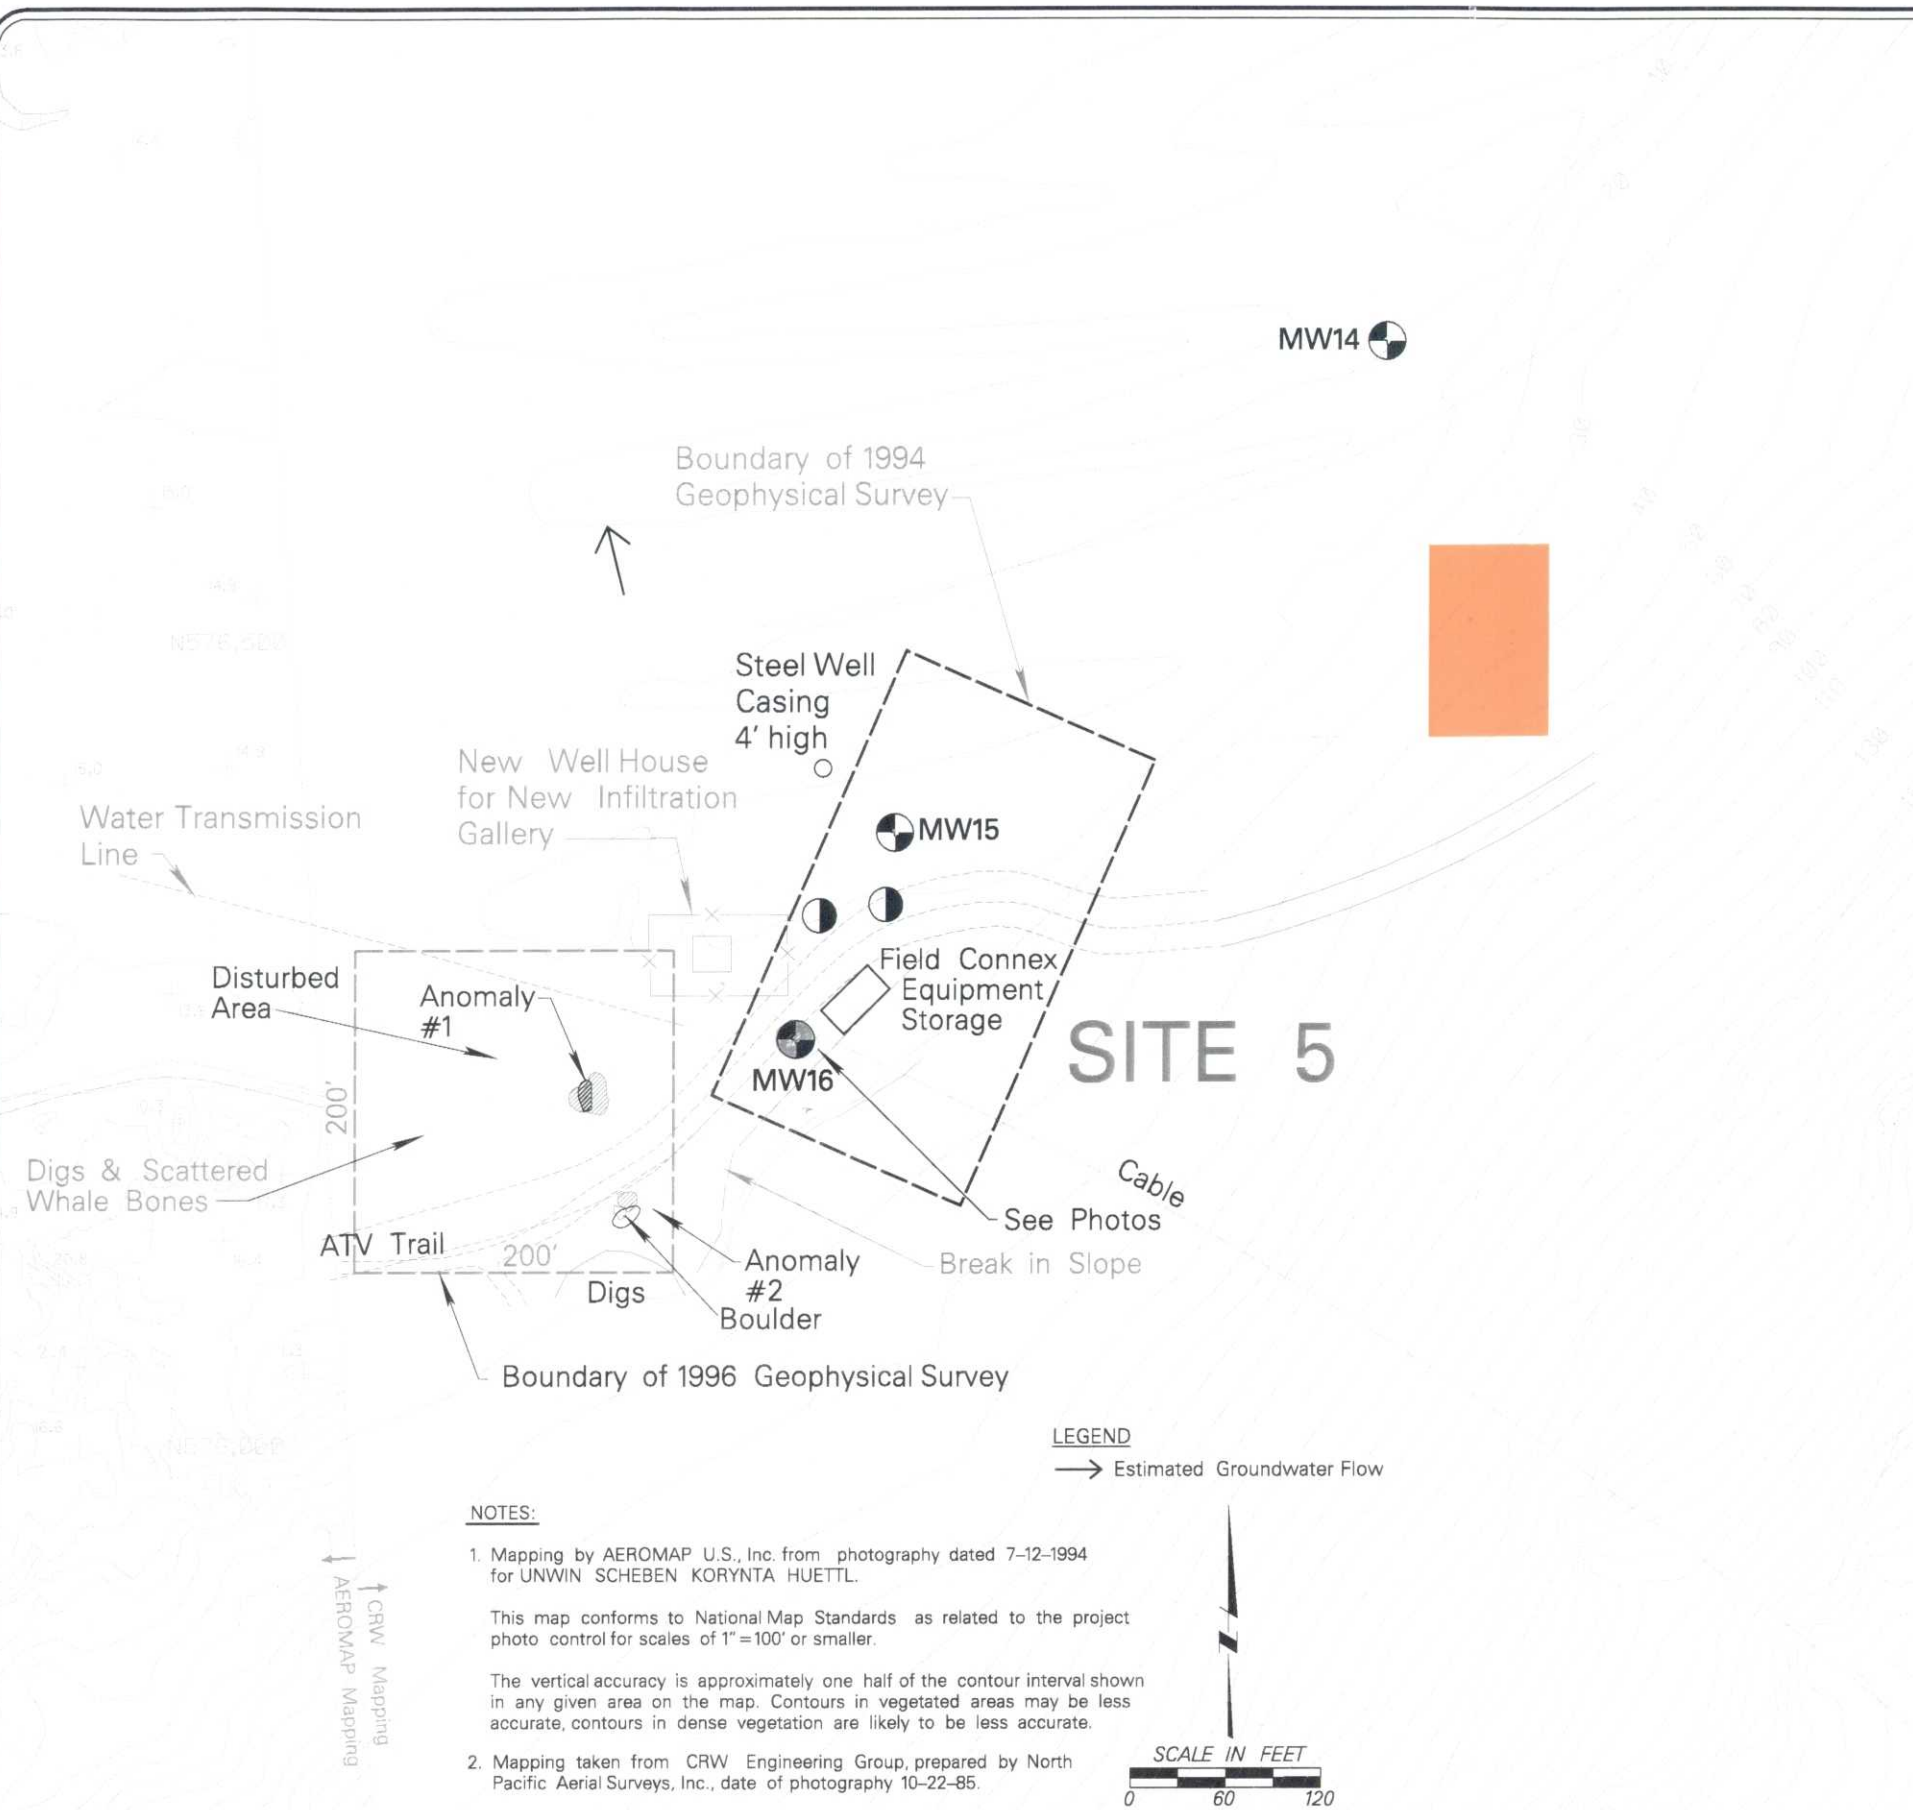 MW14
Boundary of 1994
Geophysical Survey
N576,500
Steel Well
Casing
4' high
New Well House
for New Infiltration
Gallery
Water Transmission
Line
MW15
Disturbed
Area
Anomaly
#1
Field Connex
Equipment
Storage
SITE 5
MW16
200'
Digs & Scattered
Whale Bones
Cable
See Photos
ATV Trail
200'
Anomaly
#2
Break in Slope
Digs
Boulder
Boundary of 1996 Geophysical Survey
LEGEND
Estimated Groundwater Flow
NOTES:
1. Mapping by AEROMAP U.S., Inc. from photography dated 7-12-1994
for UNWIN SCHEBEN KORYNTA HUETTL.
This map conforms to National Map Standards as related to the project
photo control for scales of 1"=100' or smaller.
The vertical accuracy is approximately one half of the contour interval shown
in any given area on the map. Contours in vegetated areas may be less
accurate, contours in dense vegetation are likely to be less accurate.
2. Mapping taken from CRW Engineering Group, prepared by North
Pacific Aerial Surveys, Inc., date of photography 10-22-85.
CRW Mapping
AEROMAP Mapping
SCALE IN FEET
0 60 120